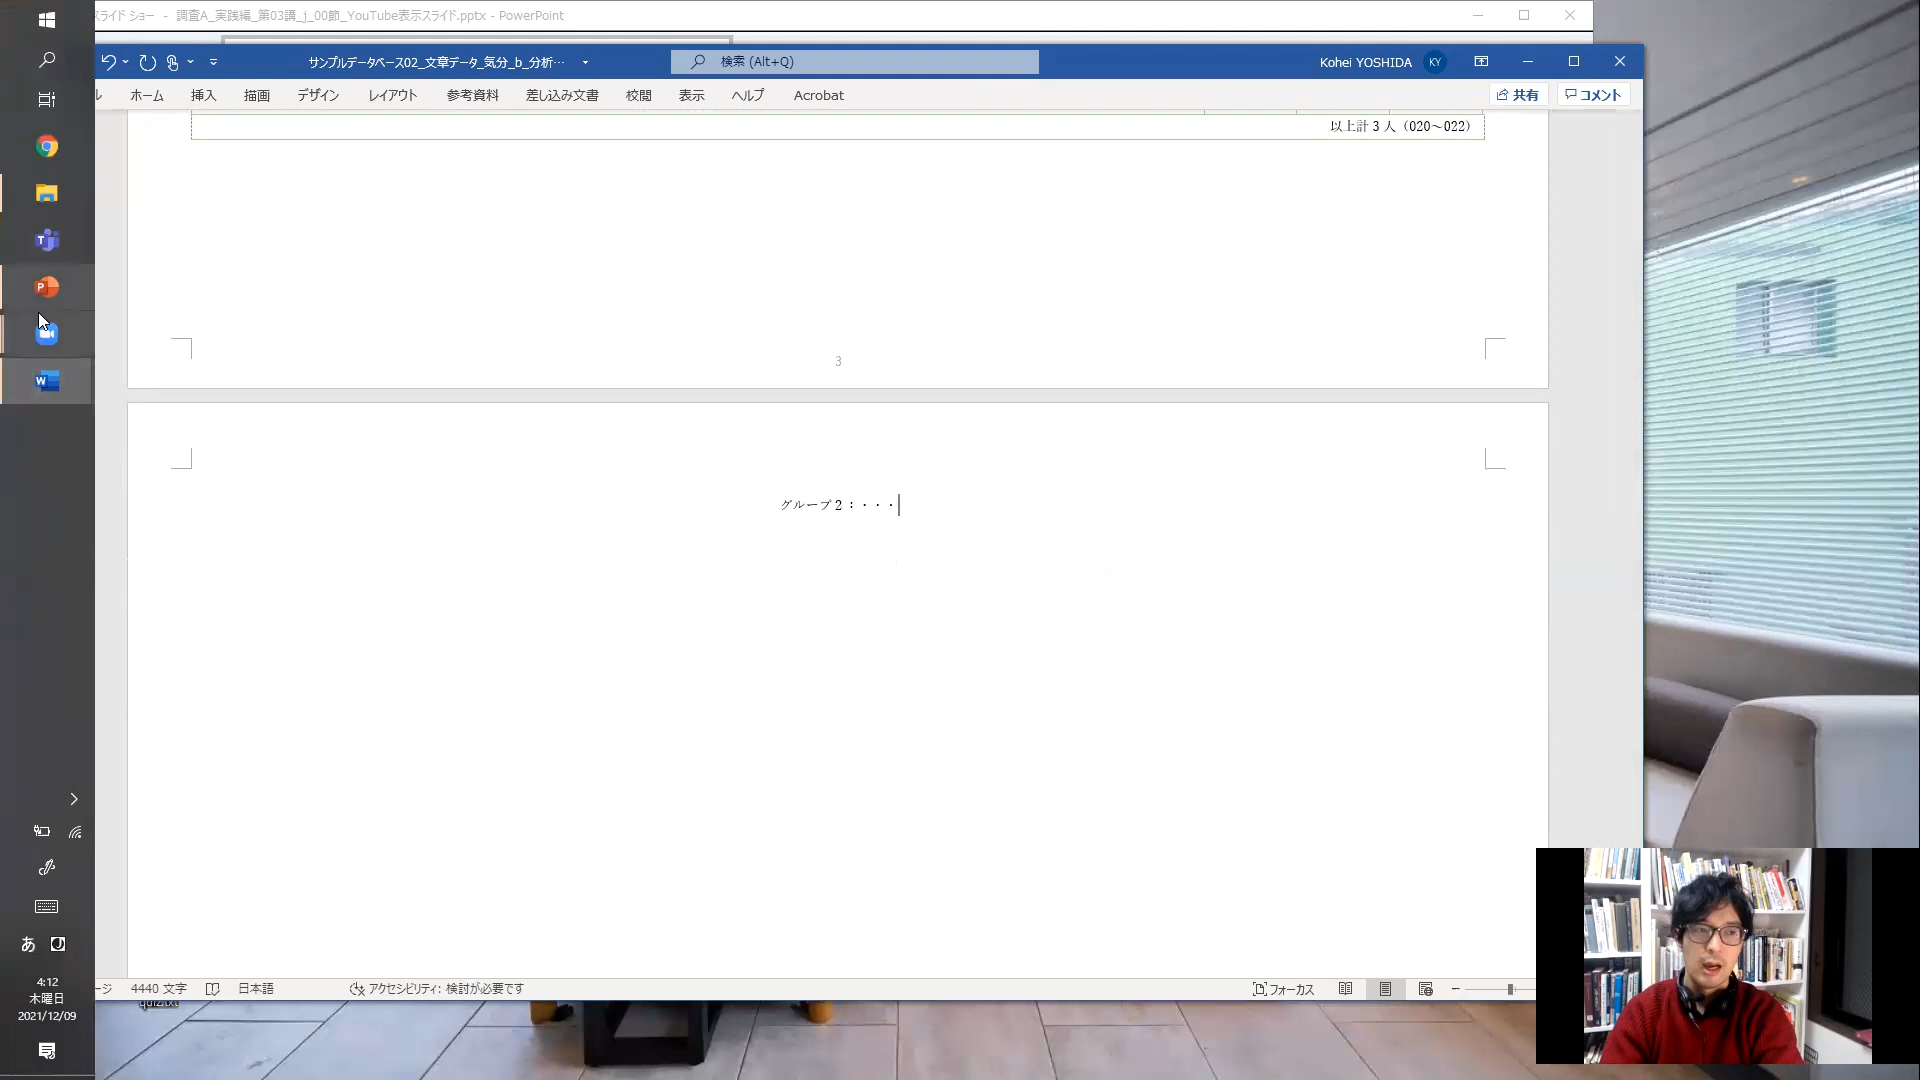 スライド ショー - 調査A_実践編_第03講_j_00節_YouTube表示スライド.pptx - PowerPoint
サンプルデータベース02_文章データ_気分_b_分析…
検索 (Alt+Q)
Kohei YOSHIDA
KY
ル
ホーム
挿入
描画
デザイン
レイアウト
参考資料
差し込み文書
校閲
表示
ヘルプ
Acrobat
共有
コメント
以上計 3 人（020～022）
3
グループ 2：・・・
あ
4:12
木曜日
2021/12/09
ージ
4440 文字
日本語
アクセシビリティ: 検討が必要です
フォーカス